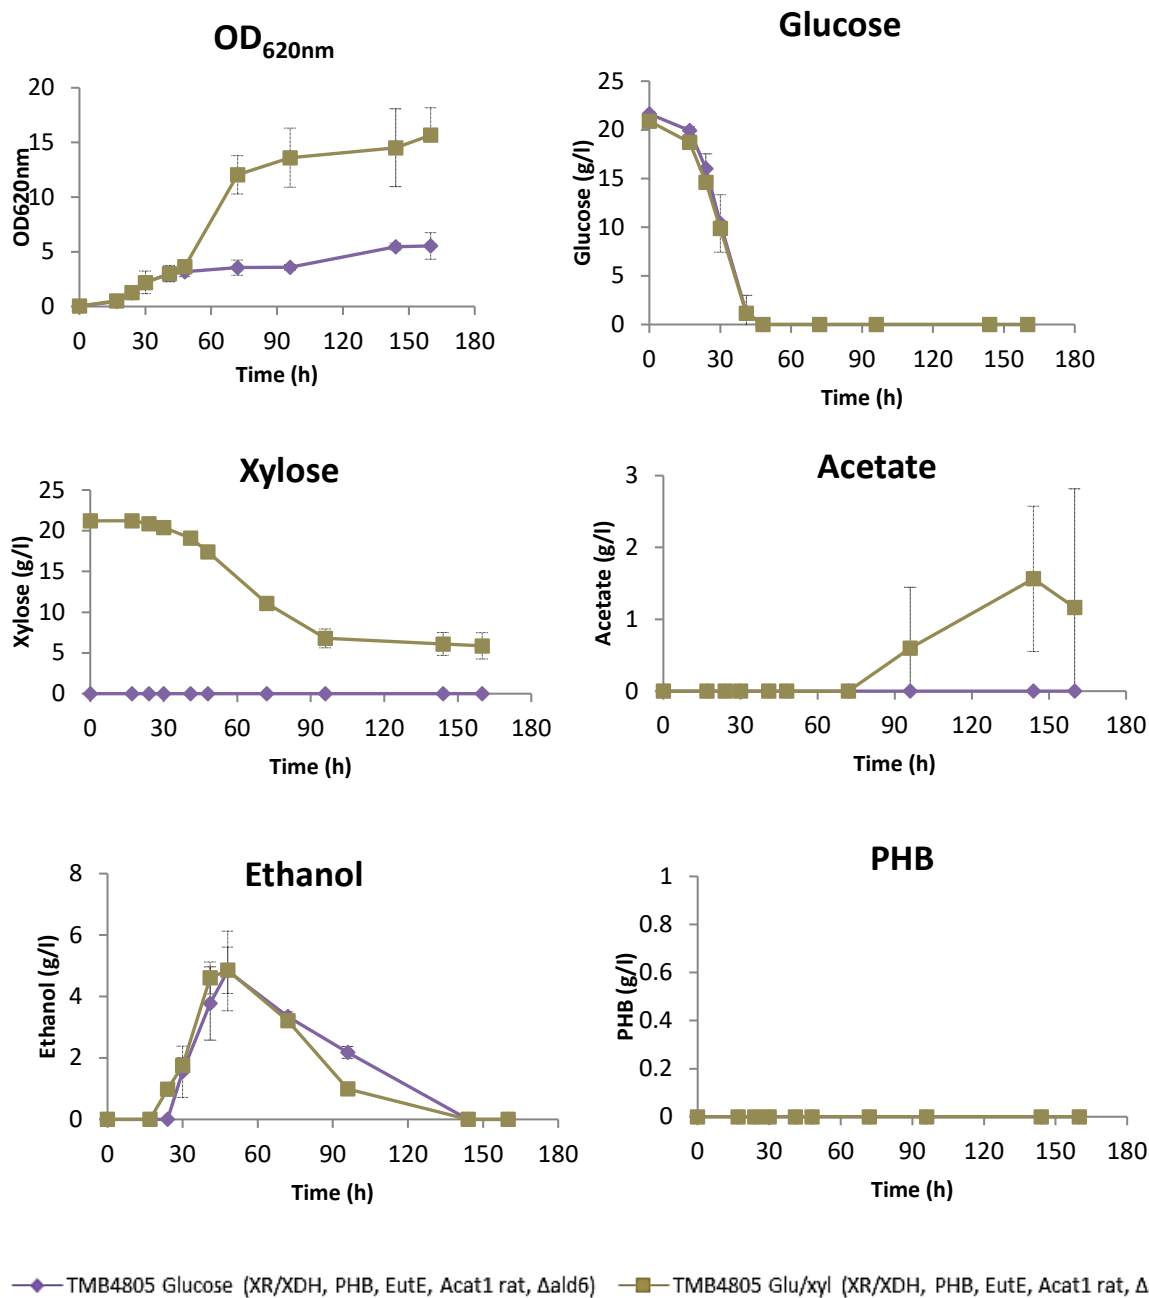 OD620nm
20
15
10
5
0
OD620nm
0 30 60 90 120 150 180
Time (h)
Glucose
25
20
15
10
5
0
Glucose (g/l)
0 30 60 90 120 150 180
Time (h)
Xylose
25
20
15
10
5
0
Xylose (g/l)
0 30 60 90 120 150 180
Time (h)
Acetate
3
2
1
0
Acetate (g/l)
0 30 60 90 120 150 180
Time (h)
Ethanol
8
6
4
2
0
Ethanol (g/l)
0 30 60 90 120 150 180
Time (h)
PHB
1
0.8
0.6
0.4
0.2
0
PHB (g/l)
0 30 60 90 120 150 180
Time (h)
TMB4805 Glucose (XR/XDH, PHB, EutE, Acat1 rat, Δald6)
TMB4805 Glu/xyl (XR/XDH, PHB, EutE, Acat1 rat, Δ